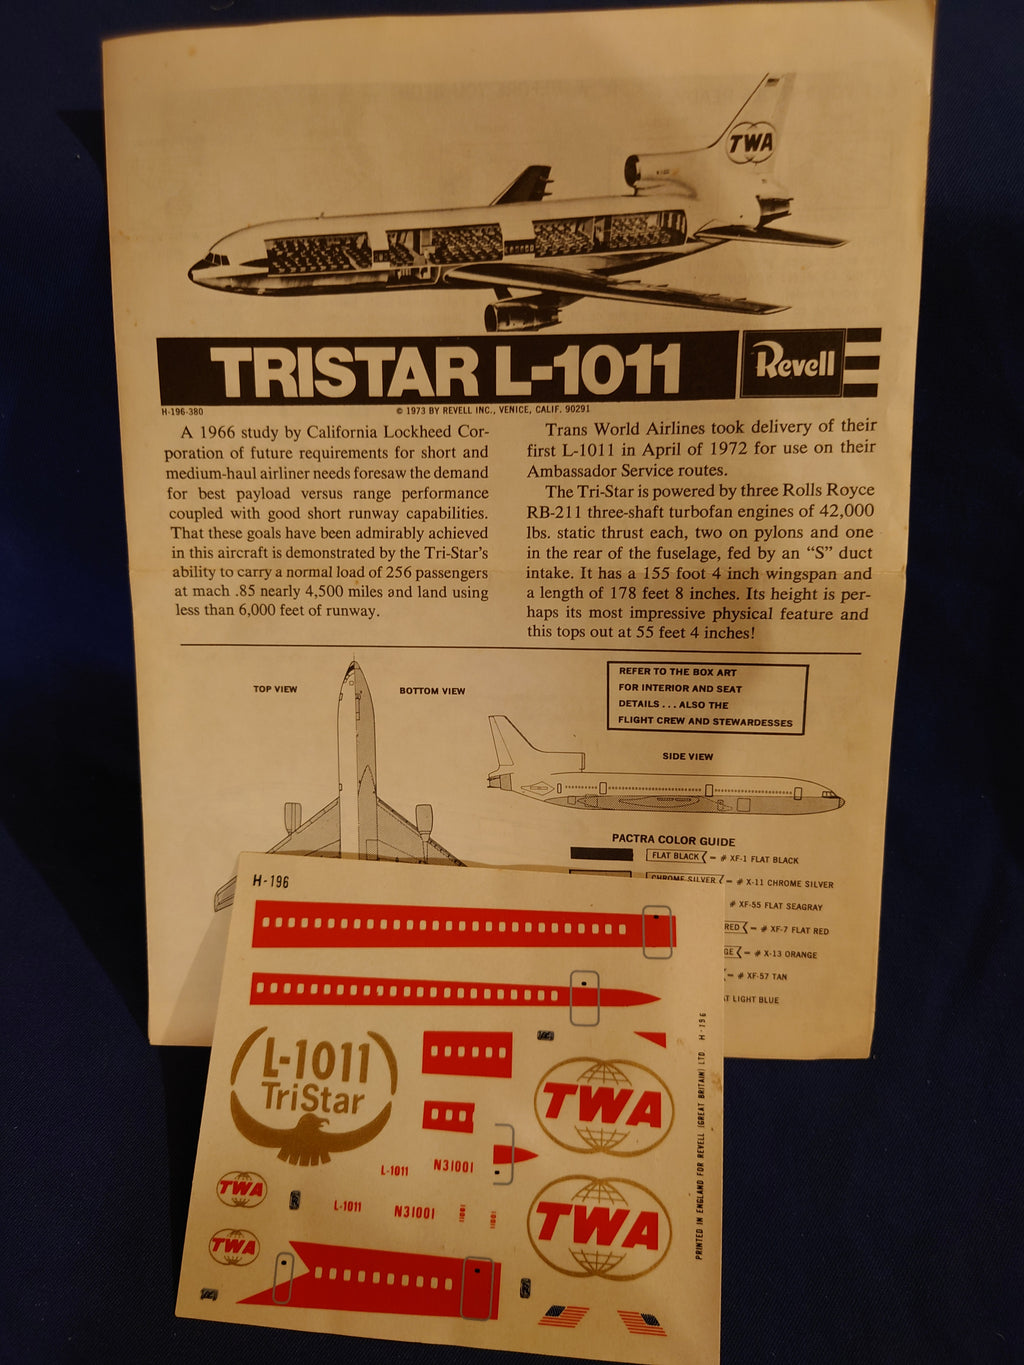 TWA
TRISTAR L-1011
Revell
H-196-380
© 1973 BY REVELL INC., VENICE, CALIF. 90291
A 1966 study by California Lockheed Cor-
poration of future requirements for short and
medium-haul airliner needs foresaw the demand
for best payload versus range performance
coupled with good short runway capabilities.
That these goals have been admirably achieved
in this aircraft is demonstrated by the Tri-Star's
ability to carry a normal load of 256 passengers
at mach .85 nearly 4,500 miles and land using
less than 6,000 feet of runway.
Trans World Airlines took delivery of their
first L-1011 in April of 1972 for use on their
Ambassador Service routes.
The Tri-Star is powered by three Rolls Royce
RB-211 three-shaft turbofan engines of 42,000
lbs. static thrust each, two on pylons and one
in the rear of the fuselage, fed by an “S” duct
intake. It has a 155 foot 4 inch wingspan and
a length of 178 feet 8 inches. Its height is per-
haps its most impressive physical feature and
this tops out at 55 feet 4 inches!
TOP VIEW
BOTTOM VIEW
REFER TO THE BOX ART
FOR INTERIOR AND SEAT
DETAILS . . . ALSO THE
FLIGHT CREW AND STEWARDESSES
SIDE VIEW
PACTRA COLOR GUIDE
FLAT BLACK = # XF-1 FLAT BLACK
CHROME SILVER = # X-11 CHROME SILVER
# XF-55 FLAT SEAGRAY
RED = # XF-7 FLAT RED
GE = # X-13 ORANGE
= # XF-57 TAN
AT LIGHT BLUE
H-196
L-1011
TriStar
TWA
L-1011
N31001
TWA
L-1011
N31001
11001
11001
TWA
TWA
PRINTED IN ENGLAND FOR REVELL (GREAT BRITAIN) LTD. H-196